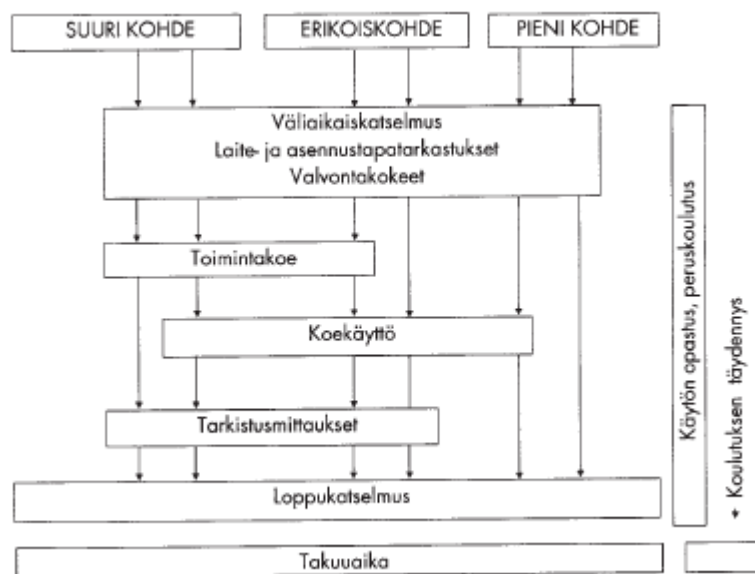 SUURI KOHDE
ERIKOISKOHDE
PIENI KOHDE
Väliaikaiskatselmus
Laite- ja asennustapatarkastukset
Valvontakokeet
Toimintakoe
Koekäyttö
Tarkistusmittaukset
Loppukatselmus
Takuuaika
Käytön opastus, peruskoulutus
* Koulutuksen täydennys